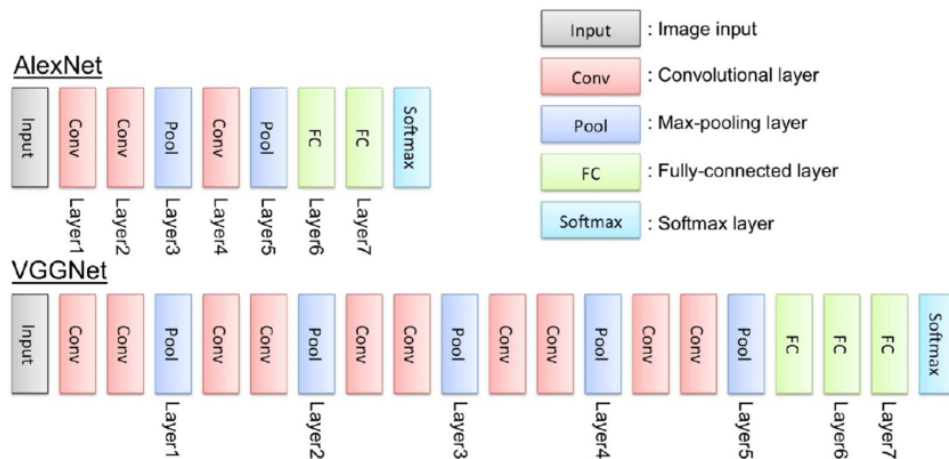 Input : Image input
Conv : Convolutional layer
Pool : Max-pooling layer
FC : Fully-connected layer
Softmax : Softmax layer
AlexNet
Input Conv Conv Pool Conv Pool FC FC Softmax
Layer1 Layer2 Layer3 Layer4 Layer5 Layer6 Layer7
VGGNet
Input Conv Conv Pool Conv Conv Pool Conv Conv Pool Conv Conv Pool Conv Conv Pool FC FC FC Softmax
Layer1 Layer2 Layer3 Layer4 Layer5 Layer6 Layer7